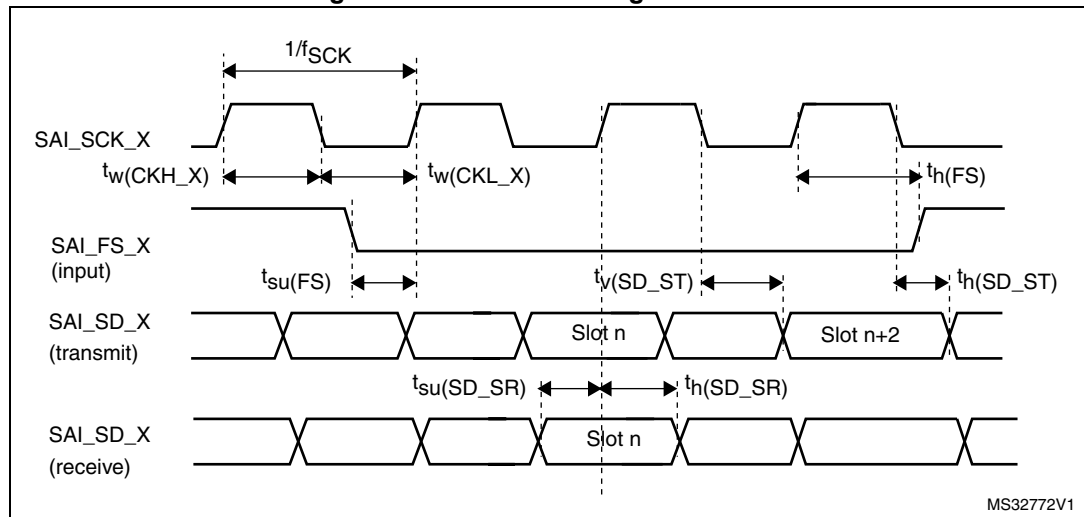 1/fSCK
SAI_SCK_X
tw(CKH_X)
tw(CKL_X)
th(FS)
SAI_FS_X
(input)
tsu(FS)
tv(SD_ST)
th(SD_ST)
SAI_SD_X
(transmit)
Slot n
Slot n+2
tsu(SD_SR)
th(SD_SR)
SAI_SD_X
(receive)
Slot n
MS32772V1